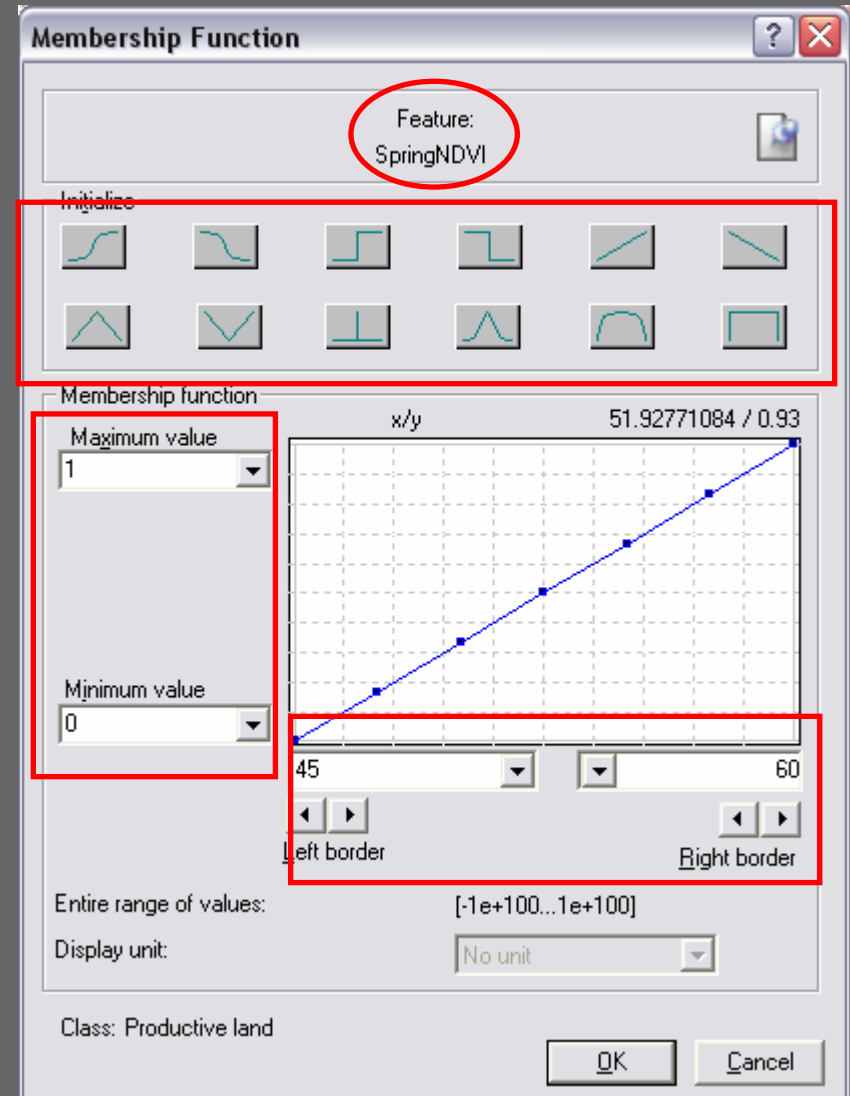 Membership Function
Feature:
SpringNDVI
Initialize
Membership function
Maximum value
x/y
51.92771084 / 0.93
1
Minimum value
0
45
60
Left border
Right border
Entire range of values:
[-1e+100...1e+100]
Display unit:
No unit
Class: Productive land
OK
Cancel